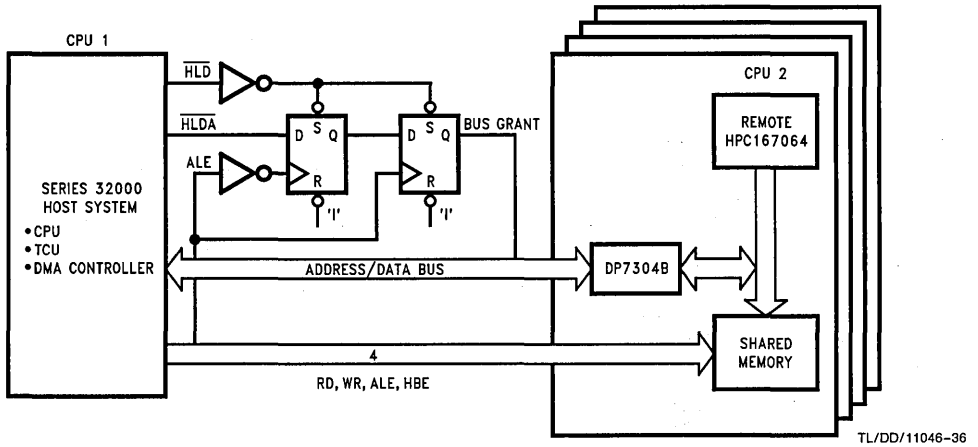 CPU 1
HLD
HLDA
ALE
D S Q
R
'1'
D S Q
R
'1'
BUS GRANT
SERIES 32000
HOST SYSTEM
•CPU
•TCU
•DMA CONTROLLER
ADDRESS/DATA BUS
4
RD, WR, ALE, HBE
CPU 2
REMOTE
HPC167064
DP7304B
SHARED
MEMORY
TL/DD/11046-36